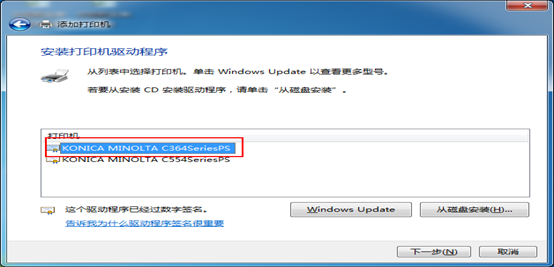 添加打印机
安装打印机驱动程序
从列表中选择打印机。单击 Windows Update 以查看更多型号。
若要从安装 CD 安装驱动程序，请单击“从磁盘安装”。
打印机
KONICA MINOLTA C364SeriesPS
KONICA MINOLTA C554SeriesPS
这个驱动程序已经过数字签名。
告诉我为什么驱动程序签名很重要
Windows Update
从磁盘安装(H)...
下一步(N)
取消